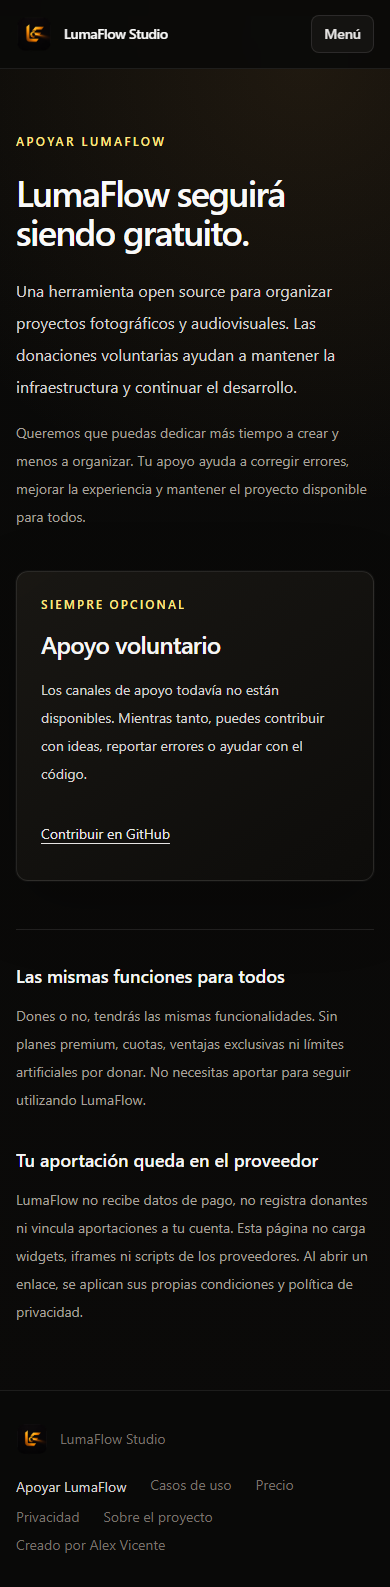 LumaFlow Studio
Menú
APOYAR LUMAFLOW
LumaFlow seguirá
siendo gratuito.
Una herramienta open source para organizar
proyectos fotográficos y audiovisuales. Las
donaciones voluntarias ayudan a mantener la
infraestructura y continuar el desarrollo.
Queremos que puedas dedicar más tiempo a crear y
menos a organizar. Tu apoyo ayuda a corregir errores,
mejorar la experiencia y mantener el proyecto disponible
para todos.
SIEMPRE OPCIONAL
Apoyo voluntario
Los canales de apoyo todavía no están
disponibles. Mientras tanto, puedes contribuir
con ideas, reportar errores o ayudar con el
código.
Contribuir en GitHub
Las mismas funciones para todos
Dones o no, tendrás las mismas funcionalidades. Sin
planes premium, cuotas, ventajas exclusivas ni límites
artificiales por donar. No necesitas aportar para seguir
utilizando LumaFlow.
Tu aportación queda en el proveedor
LumaFlow no recibe datos de pago, no registra donantes
ni vincula aportaciones a tu cuenta. Esta página no carga
widgets, iframes ni scripts de los proveedores. Al abrir un
enlace, se aplican sus propias condiciones y política de
privacidad.
LumaFlow Studio
Apoyar LumaFlow Casos de uso Precio
Privacidad Sobre el proyecto
Creado por Alex Vicente